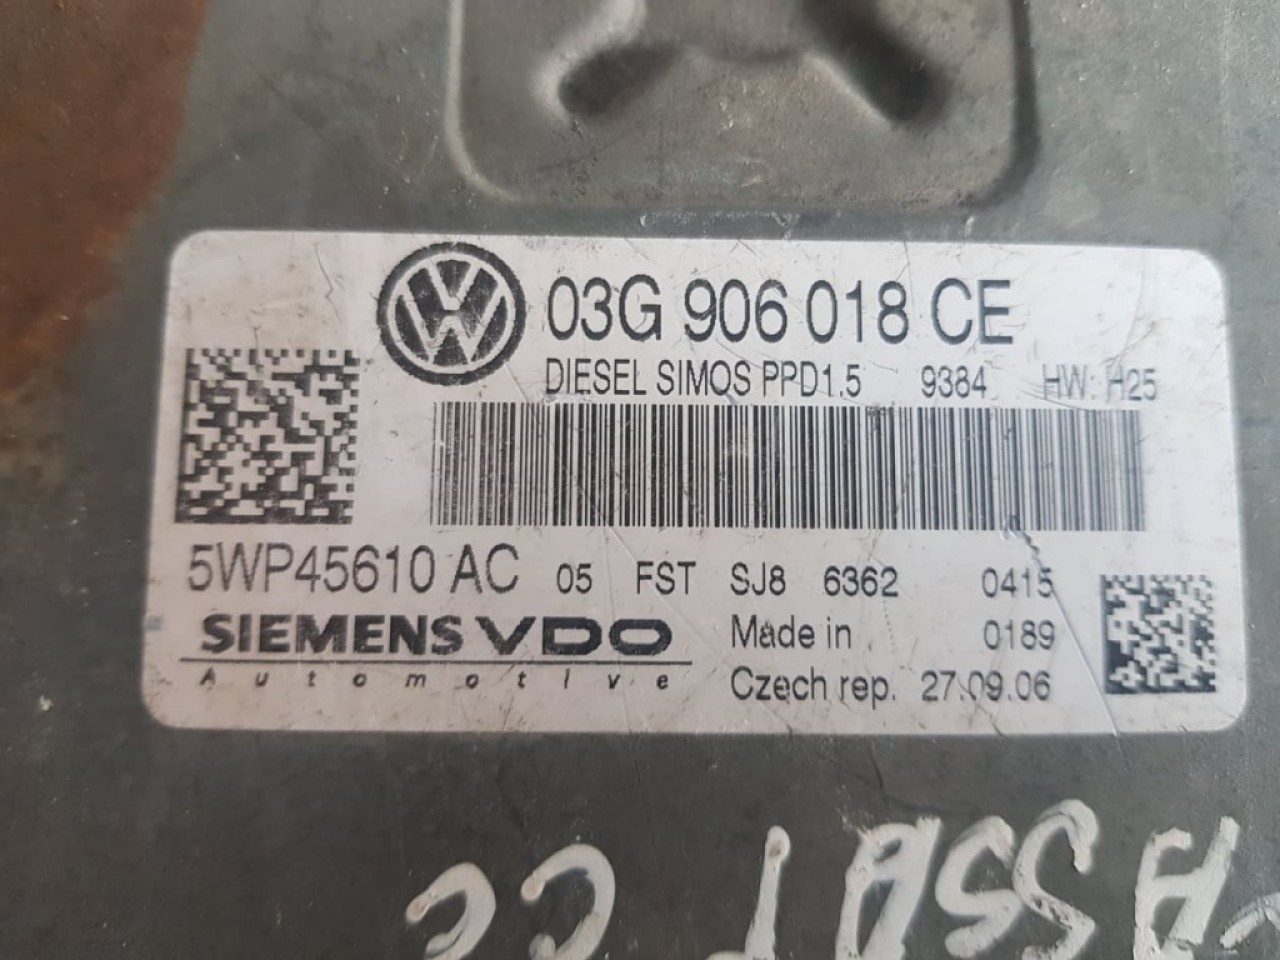 03G 906 018 CE
DIESEL SIMOS PPD1.5 9384 HW: H25
5WP45610 AC 05 FST SJ8 6362 0415
SIEMENS VDO Made in 0189
Automotive Czech rep. 27.09.06
CC